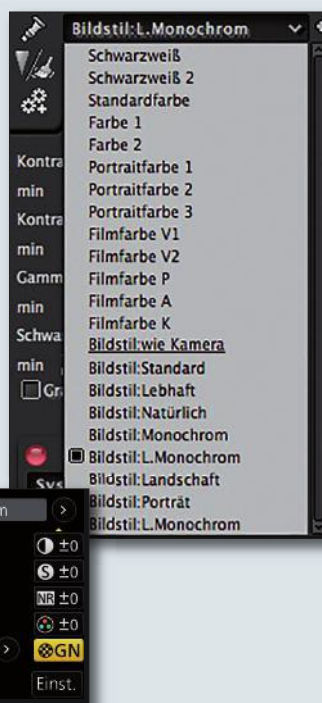 Bildstil:L.Monochrom
Schwarzweiß
Schwarzweiß 2
Standardfarbe
Farbe 1
Farbe 2
Portraitfarbe 1
Portraitfarbe 2
Portraitfarbe 3
Filmfarbe V1
Filmfarbe V2
Filmfarbe P
Filmfarbe A
Filmfarbe K
Bildstil:wie Kamera
Bildstil:Standard
Bildstil:Lebhaft
Bildstil:Natürlich
Bildstil:Monochrom
Bildstil:L.Monochrom
Bildstil:Landschaft
Bildstil:Porträt
Bildstil:L.Monochrom
Kontra
min
Kontra
min
Gamm
min
Schwa
min
Gr
Sys
m
±0
S ±0
NR ±0
±0
GN
Einst.